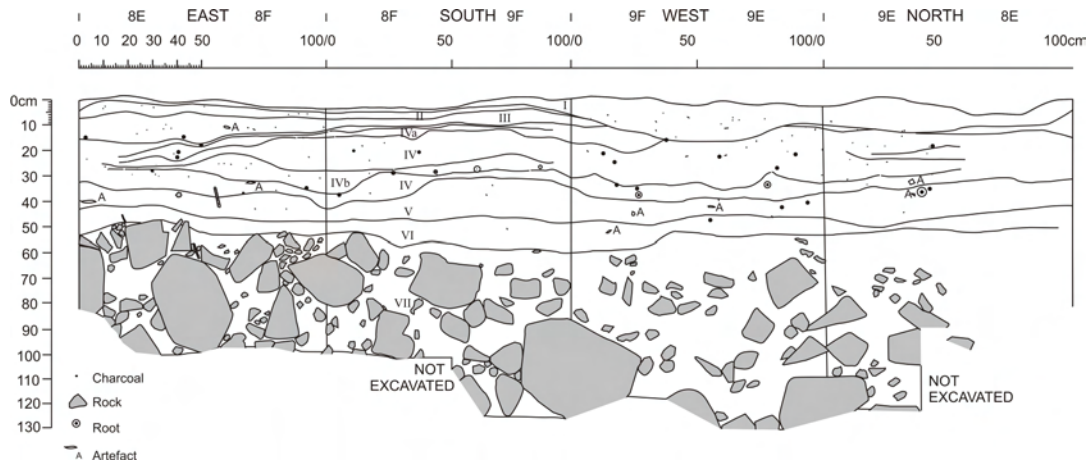 I 8E EAST 8F I 8F SOUTH 9F I 9F WEST 9E I 9E NORTH 8E
0 10 20 30 40 50 100/0 50 100/0 50 100/0 50 100cm
0cm
10
20
30
40
50
60
70
80
90
100
110
120
130
I
II
III
IVa
A
IV
IVb
IV
A
A
A
A
A
A
A
V
VI
VII
NOT
EXCAVATED
NOT
EXCAVATED
Charcoal
Rock
Root
A Artefact